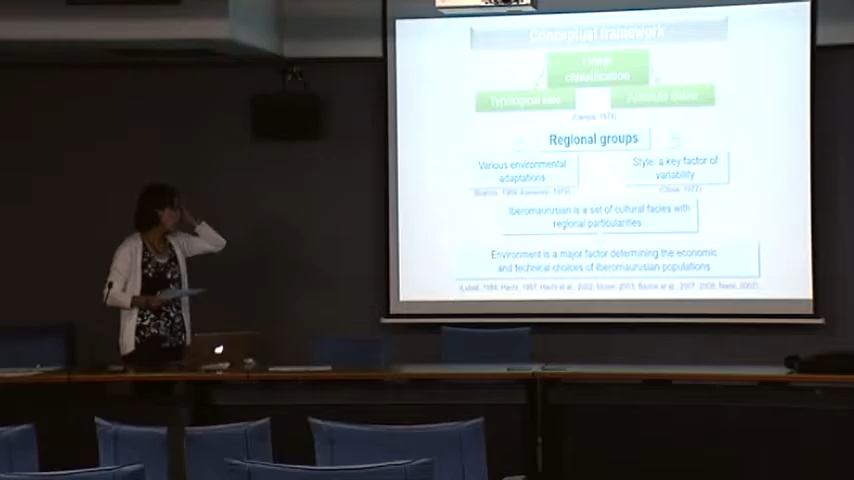 Conceptual framework
Linear
classification
Typological
Absolute dates
(Camps, 1974)
Regional groups
Various environmental
adaptations
Style: a key factor of
variability
(Close, 1977)
Iberomaurusian is a set of cultural facies with
regional particularities
Environment is a major factor determining the economic
and technical choices of Iberomaurusian populations